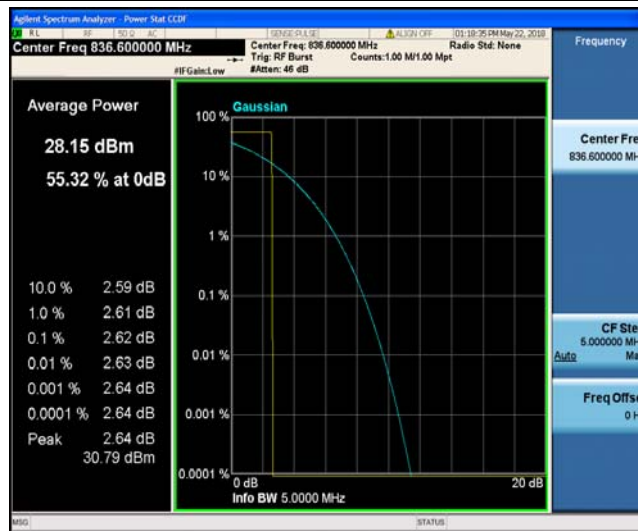 Agilent Spectrum Analyzer - Power Stat CCDF
RL RF 50 Ω AC SENSE:PULSE ALIGN OFF 01:18:35 PM May 22, 2018
Center Freq 836.600000 MHz
Center Freq: 836.600000 MHz Radio Std: None
Trig: RF Burst Counts:1.00 M/1.00 Mpt
#IFGain:Low #Atten: 46 dB
Frequency
Average Power
28.15 dBm
55.32 % at 0dB
10.0 % 2.59 dB
1.0 % 2.61 dB
0.1 % 2.62 dB
0.01 % 2.63 dB
0.001 % 2.64 dB
0.0001 % 2.64 dB
Peak 2.64 dB
30.79 dBm
Gaussian
100 %
10 %
1 %
0.1 %
0.01 %
0.001 %
0.0001 %
0 dB 20 dB
Info BW 5.0000 MHz
Center Fre
836.600000 MH
CF Ste
5.000000 MH
Auto Ma
Freq Offse
0 H
MSG STATUS